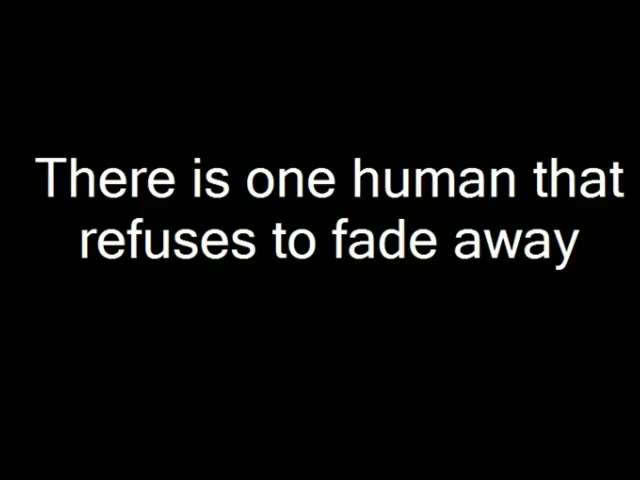 There is one human that
refuses to fade away